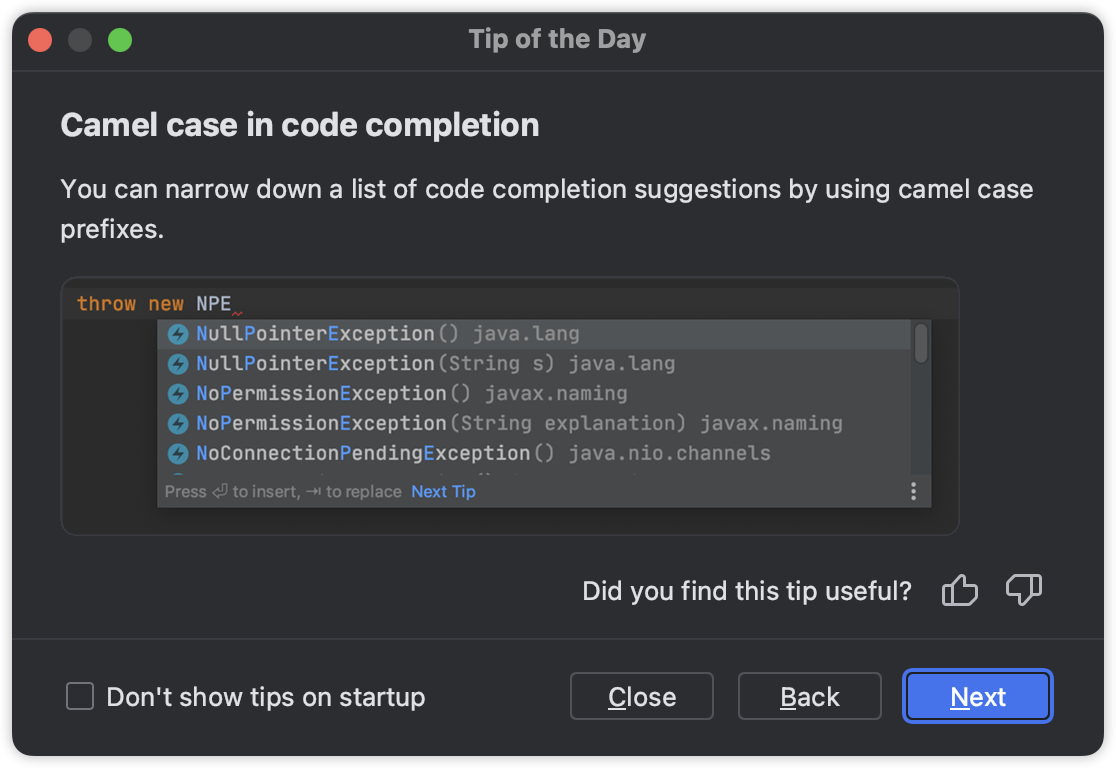 Tip of the Day
Camel case in code completion
You can narrow down a list of code completion suggestions by using camel case
prefixes.
throw new NPE
NullPointerException() java.lang
NullPointerException(String s) java.lang
NoPermissionException() javax.naming
NoPermissionException(String explanation) javax.naming
NoConnectionPendingException() java.nio.channels
Press ⏎ to insert, ⇥ to replace Next Tip
Did you find this tip useful?
Don't show tips on startup
Close
Back
Next